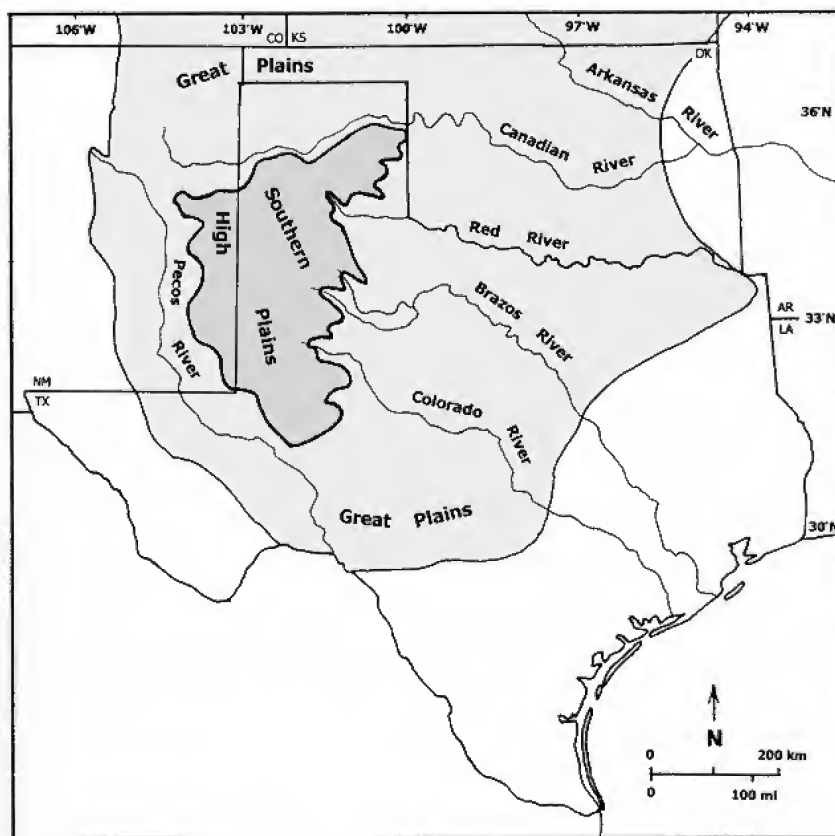 106°W
103°W
100°W
97°W
94°W
CO KS
OK
Great Plains
Arkansas River
36°N
Canadian River
Southern High Plains
Red River
Pecos River
Brazos River
AR
LA
33°N
NM
TX
Colorado River
Great Plains
30°N
N
0 200 km
0 100 mi